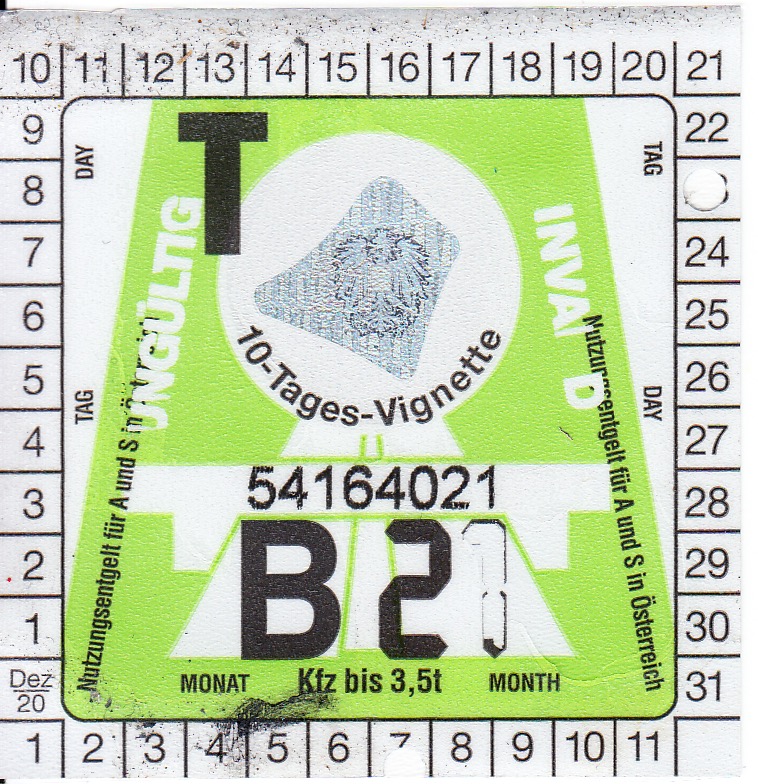 10 11 12 13 14 15 16 17 18 19 20 21
9
8
7
6
5
4
3
2
1
Dez
20
22
24
25
26
27
28
29
30
31
1 2 3 4 5 6 7 8 9 10 11
DAY
TAG
TAG
DAY
T
UNGÜLTIG
INVA D
10-Tages-Vignette
Nutzungsentgelt für A und S in
Nutzungsentgelt für A und S in Österreich
54164021
B 21
MONAT Kfz bis 3,5t MONTH